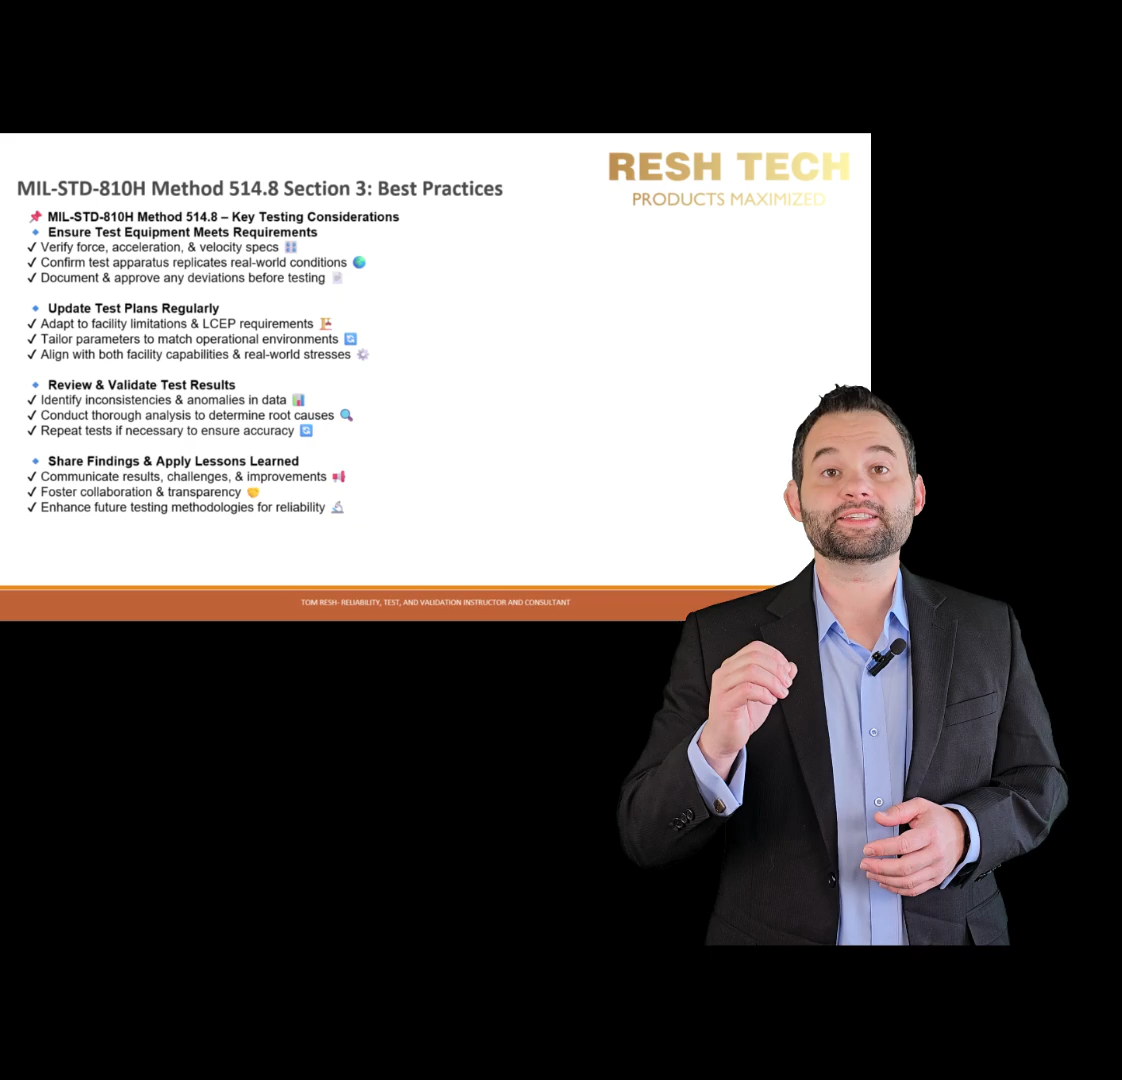 RESH TECH
PRODUCTS MAXIMIZED
MIL-STD-810H Method 514.8 Section 3: Best Practices
📌 MIL-STD-810H Method 514.8 – Key Testing Considerations
🔹 Ensure Test Equipment Meets Requirements
✓ Verify force, acceleration, & velocity specs 🎛️
✓ Confirm test apparatus replicates real-world conditions 🌍
✓ Document & approve any deviations before testing 📄
🔹 Update Test Plans Regularly
✓ Adapt to facility limitations & LCEP requirements 🏗️
✓ Tailor parameters to match operational environments 🔄
✓ Align with both facility capabilities & real-world stresses ⚙️
🔹 Review & Validate Test Results
✓ Identify inconsistencies & anomalies in data 📊
✓ Conduct thorough analysis to determine root causes 🔍
✓ Repeat tests if necessary to ensure accuracy 🔄
🔹 Share Findings & Apply Lessons Learned
✓ Communicate results, challenges, & improvements 📢
✓ Foster collaboration & transparency 🤝
✓ Enhance future testing methodologies for reliability 🔬
TOM RESH- RELIABILITY, TEST, AND VALIDATION INSTRUCTOR AND CONSULTANT